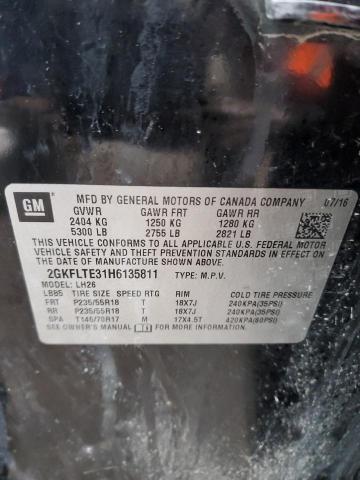 GM
MFD BY GENERAL MOTORS OF CANADA COMPANY 07/16
GVWR GAWR FRT GAWR RR
2404 KG 1250 KG 1280 KG
5300 LB 2755 LB 2821 LB
THIS VEHICLE CONFORMS TO ALL APPLICABLE U.S. FEDERAL MOTOR
VEHICLE SAFETY AND THEFT PREVENTION STANDARDS IN EFFECT
ON THE DATE OF MANUFACTURE SHOWN ABOVE.
2GKFLTE31H6135811 TYPE: M.P.V.
MODEL: LH26
LBB5 TIRE SIZE SPEED RTG RIM COLD TIRE PRESSURE
FRT P235/55R18 T 18X7J 240KPA(35PSI)
RR P235/55R18 T 18X7J 240KPA(35PSI)
SPA T145/70R17 M 17X4.5T 420KPA(60PSI)
SEE OWNER'S MANUAL FOR ADDITIONAL INFORMATION.